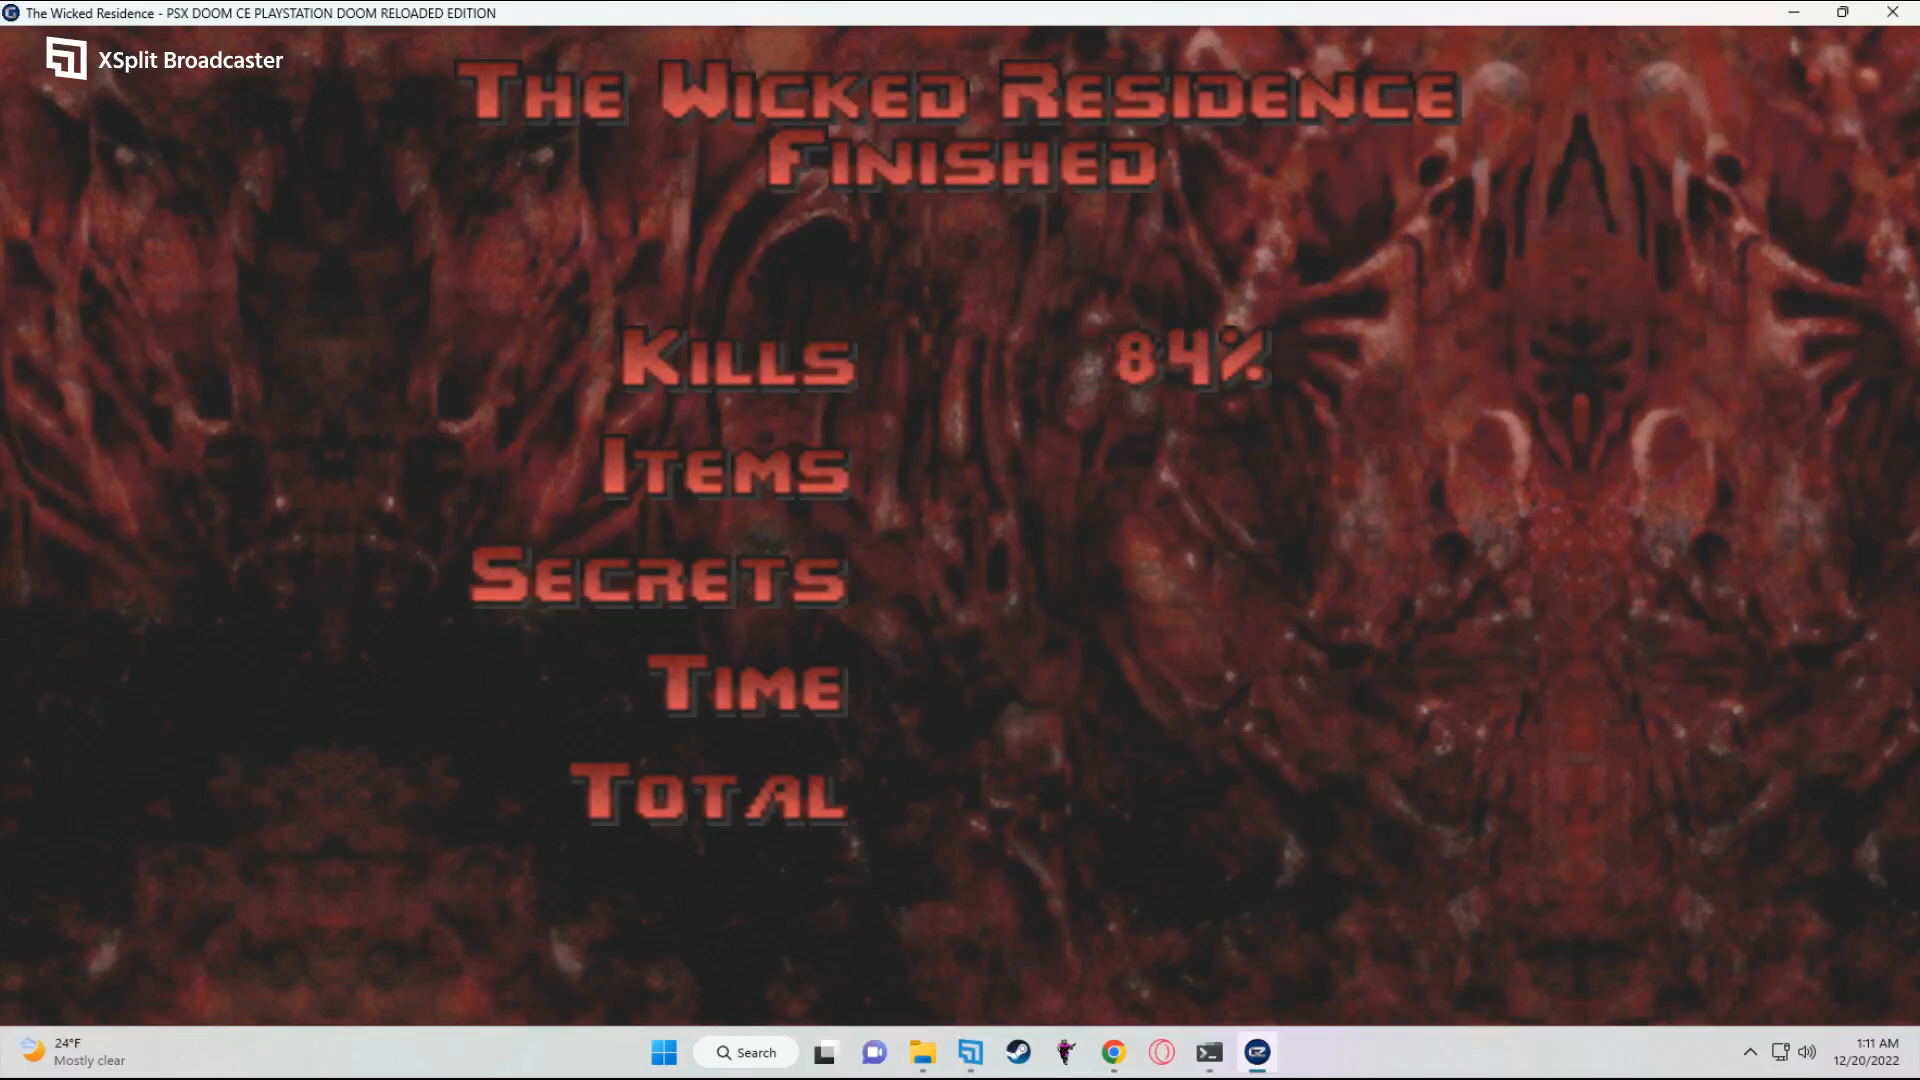 The Wicked Residence - PSX DOOM CE PLAYSTATION DOOM RELOADED EDITION
XSplit Broadcaster
The Wicked Residence
Finished
Kills 84%
Items
Secrets
Time
Total
24°F
Mostly clear
Search
1:11 AM
12/20/2022